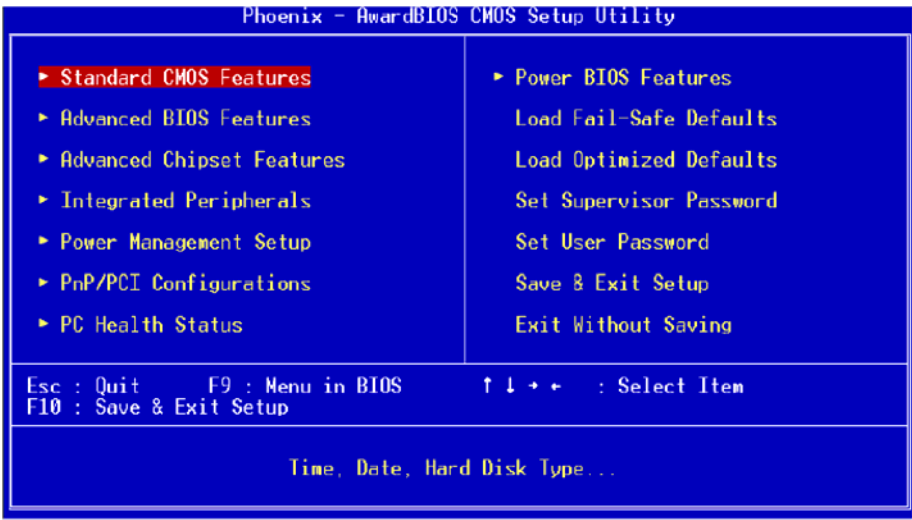 Phoenix - AwardBIOS CMOS Setup Utility
▸ Standard CMOS Features
▸ Advanced BIOS Features
▸ Advanced Chipset Features
▸ Integrated Peripherals
▸ Power Management Setup
▸ PnP/PCI Configurations
▸ PC Health Status
▸ Power BIOS Features
Load Fail-Safe Defaults
Load Optimized Defaults
Set Supervisor Password
Set User Password
Save & Exit Setup
Exit Without Saving
Esc : Quit F9 : Menu in BIOS ↑ ↓ → ← : Select Item
F10 : Save & Exit Setup
Time, Date, Hard Disk Type...